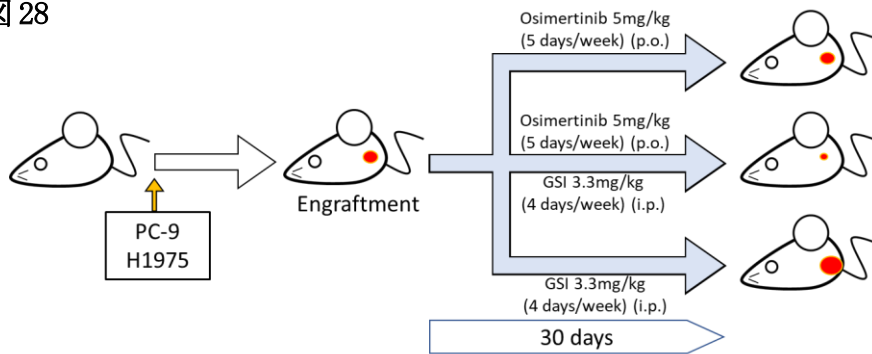 図 28
Osimertinib 5mg/kg
(5 days/week) (p.o.)
Osimertinib 5mg/kg
(5 days/week) (p.o.)
GSI 3.3mg/kg
(4 days/week) (i.p.)
Engraftment
PC-9
H1975
GSI 3.3mg/kg
(4 days/week) (i.p.)
30 days